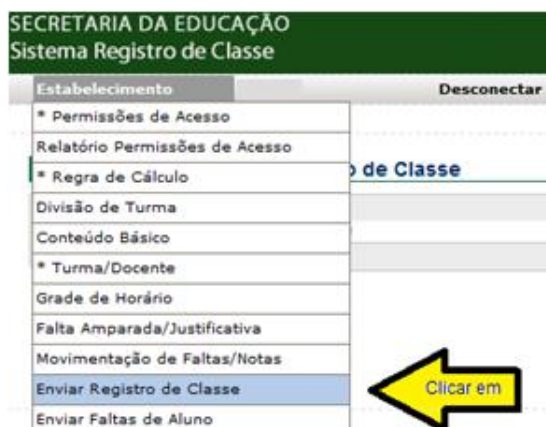 SECRETARIA DA EDUCAÇÃO
Sistema Registro de Classe
Estabelecimento
Desconectar
* Permissões de Acesso
Relatório Permissões de Acesso
* Regra de Cálculo
de Classe
Divisão de Turma
Conteúdo Básico
* Turma/Docente
Grade de Horário
Falta Amparada/Justificativa
Movimentação de Faltas/Notas
Enviar Registro de Classe
Clicar em
Enviar Faltas de Aluno